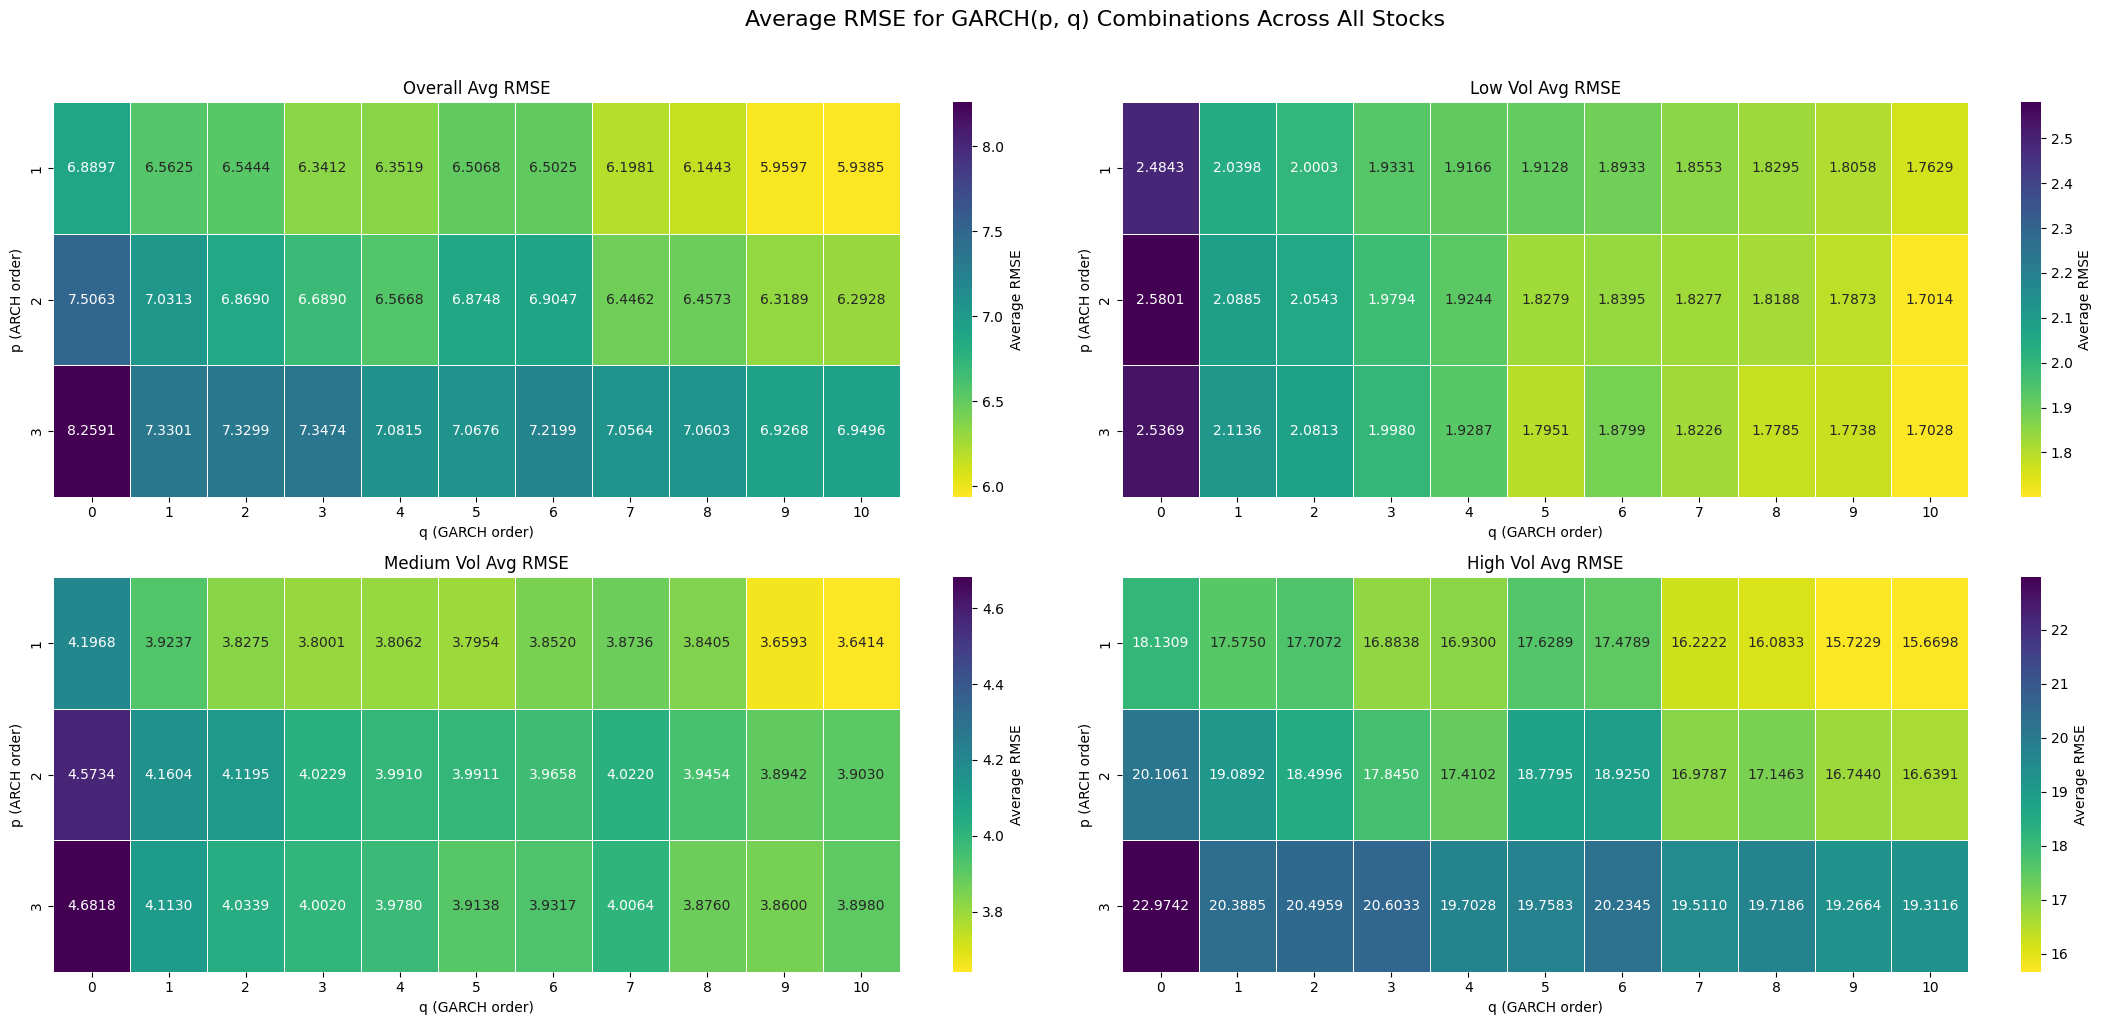 Average RMSE for GARCH(p, q) Combinations Across All Stocks
Overall Avg RMSE
p (ARCH order)
1
6.8897 6.5625 6.5444 6.3412 6.3519 6.5068 6.5025 6.1981 6.1443 5.9597 5.9385
2
7.5063 7.0313 6.8690 6.6890 6.5668 6.8748 6.9047 6.4462 6.4573 6.3189 6.2928
3
8.2591 7.3301 7.3299 7.3474 7.0815 7.0676 7.2199 7.0564 7.0603 6.9268 6.9496
0 1 2 3 4 5 6 7 8 9 10
q (GARCH order)
8.0
7.5
7.0
6.5
6.0
Average RMSE
Low Vol Avg RMSE
p (ARCH order)
1
2.4843 2.0398 2.0003 1.9331 1.9166 1.9128 1.8933 1.8553 1.8295 1.8058 1.7629
2
2.5801 2.0885 2.0543 1.9794 1.9244 1.8279 1.8395 1.8277 1.8188 1.7873 1.7014
3
2.5369 2.1136 2.0813 1.9980 1.9287 1.7951 1.8799 1.8226 1.7785 1.7738 1.7028
0 1 2 3 4 5 6 7 8 9 10
q (GARCH order)
2.5
2.4
2.3
2.2
2.1
2.0
1.9
1.8
Average RMSE
Medium Vol Avg RMSE
p (ARCH order)
1
4.1968 3.9237 3.8275 3.8001 3.8062 3.7954 3.8520 3.8736 3.8405 3.6593 3.6414
2
4.5734 4.1604 4.1195 4.0229 3.9910 3.9911 3.9658 4.0220 3.9454 3.8942 3.9030
3
4.6818 4.1130 4.0339 4.0020 3.9780 3.9138 3.9317 4.0064 3.8760 3.8600 3.8980
0 1 2 3 4 5 6 7 8 9 10
q (GARCH order)
4.6
4.4
4.2
4.0
3.8
Average RMSE
High Vol Avg RMSE
p (ARCH order)
1
18.1309 17.5750 17.7072 16.8838 16.9300 17.6289 17.4789 16.2222 16.0833 15.7229 15.6698
2
20.1061 19.0892 18.4996 17.8450 17.4102 18.7795 18.9250 16.9787 17.1463 16.7440 16.6391
3
22.9742 20.3885 20.4959 20.6033 19.7028 19.7583 20.2345 19.5110 19.7186 19.2664 19.3116
0 1 2 3 4 5 6 7 8 9 10
q (GARCH order)
22
21
20
19
18
17
16
Average RMSE